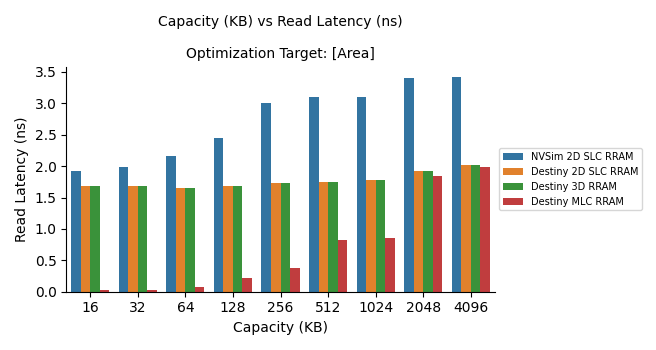 Capacity (KB) vs Read Latency (ns)
Optimization Target: [Area]
Read Latency (ns)
3.5
3.0
2.5
2.0
1.5
1.0
0.5
0.0
16 32 64 128 256 512 1024 2048 4096
Capacity (KB)
NVSim 2D SLC RRAM
Destiny 2D SLC RRAM
Destiny 3D RRAM
Destiny MLC RRAM